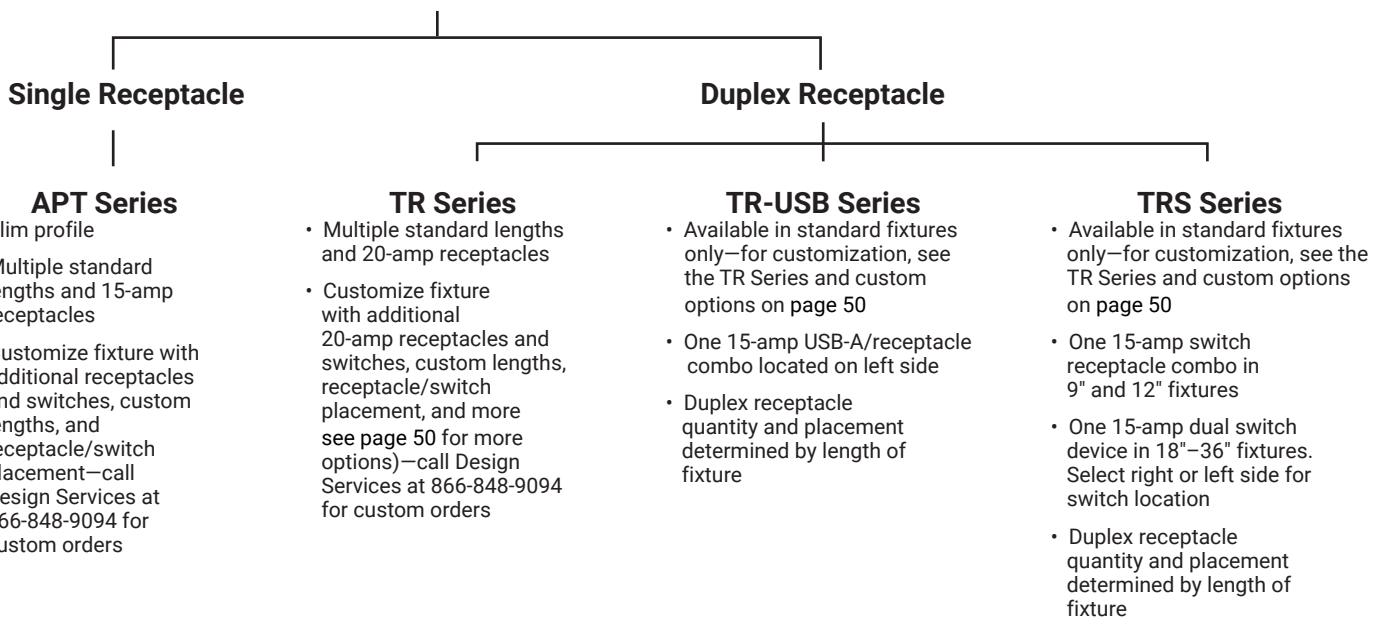 Single Receptacle
Duplex Receptacle
APT Series
lim profile
Multiple standard
engths and 15-amp
eceptacles
ustomize fixture with
dditional receptacles
nd switches, custom
engths, and
eceptacle/switch
lacement—call
esign Services at
66-848-9094 for
ustom orders
TR Series
• Multiple standard lengths
and 20-amp receptacles
• Customize fixture
with additional
20-amp receptacles and
switches, custom lengths,
receptacle/switch
placement, and more
see page 50 for more
options)—call Design
Services at 866-848-9094
for custom orders
TR-USB Series
• Available in standard fixtures
only—for customization, see
the TR Series and custom
options on page 50
• One 15-amp USB-A/receptacle
combo located on left side
• Duplex receptacle
quantity and placement
determined by length of
fixture
TRS Series
• Available in standard fixtures
only—for customization, see the
TR Series and custom options
on page 50
• One 15-amp switch
receptacle combo in
9" and 12" fixtures
• One 15-amp dual switch
device in 18"–36" fixtures.
Select right or left side for
switch location
• Duplex receptacle
quantity and placement
determined by length of
fixture